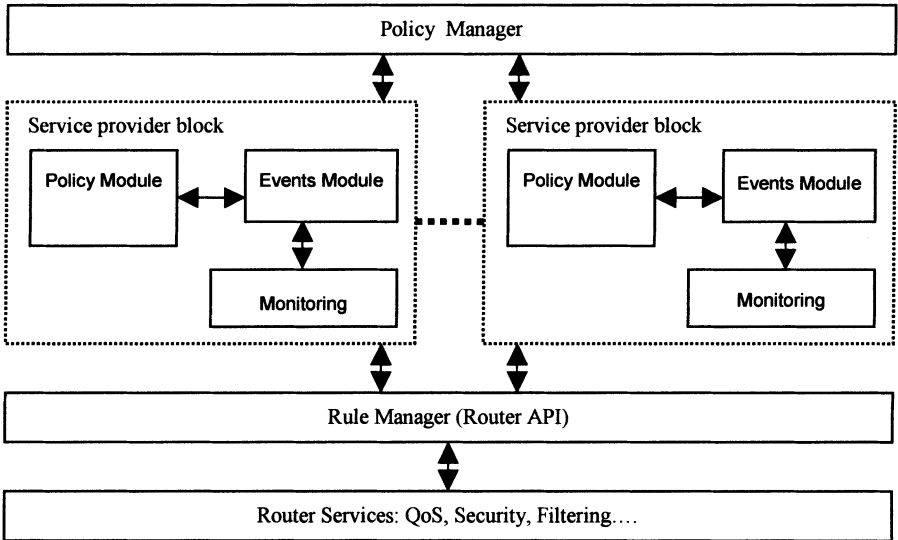 Policy Manager
Service provider block
Policy Module
Events Module
Monitoring
Service provider block
Policy Module
Events Module
Monitoring
Rule Manager (Router API)
Router Services: QoS, Security, Filtering....